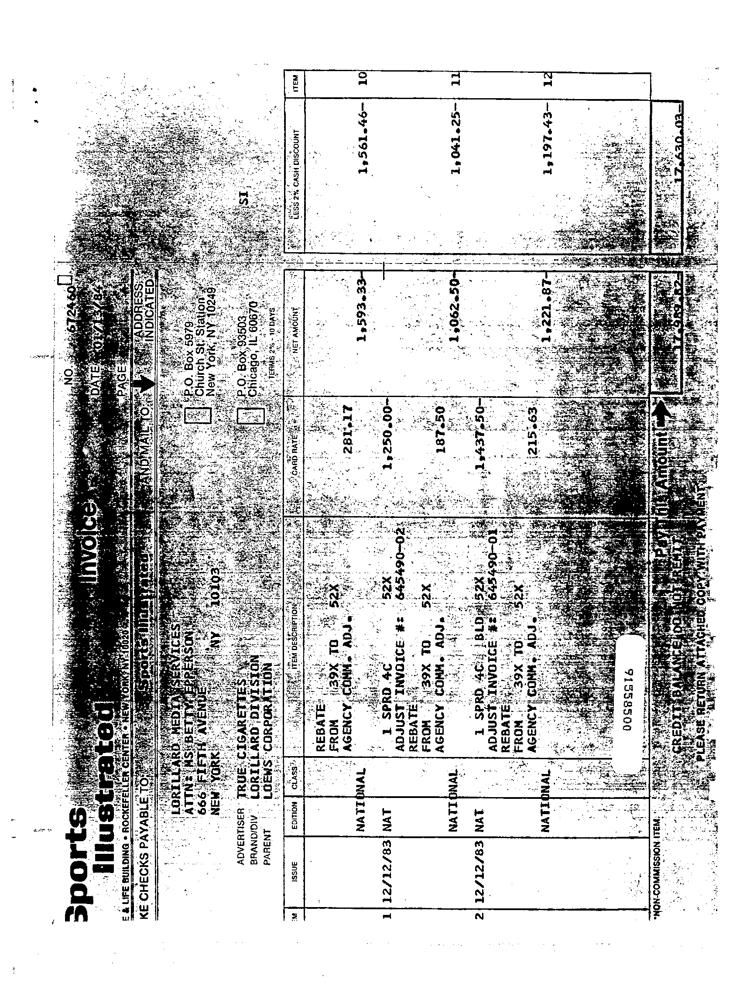 Sports
Illustrated
Invoice
NO. 672460
E & LIFE BUILDING • ROCKEFELLER CENTER • NEW YORK, NY 10020
DATE 01/13/84
PAGE
KE CHECKS PAYABLE TO: Sports Illustrated AND MAIL TO ADDRESS INDICATED
LORILLARD MEDIA SERVICES
ATTN: MS BETTY EPPERSON
666 FIFTH AVENUE
NEW YORK NY 10103
P.O. Box 5979
Church St. Station
New York, NY 10249
P.O. Box 93503
Chicago, IL 60670
TERMS 2% 10 DAYS
SI
ADVERTISER TRUE CIGARETTES
BRAND/DIV LORILLARD DIVISION
PARENT LOEWS CORPORATION
EM ISSUE EDITION CLASS ITEM DESCRIPTION CARD RATE NET AMOUNT LESS 2% CASH DISCOUNT ITEM
REBATE
FROM 39X TO 52X
NATIONAL AGENCY COMM. ADJ. 281.17 1,593.33- 1,561.46- 10
1 12/12/83 NAT 1 SPRD 4C 52X 1,250.00-
ADJUST INVOICE #: 645490-02
REBATE
FROM 39X TO 52X
NATIONAL AGENCY COMM. ADJ. 187.50 1,062.50- 1,041.25- 11
2 12/12/83 NAT 1 SPRD 4C BLD 52X 1,437.50-
ADJUST INVOICE #: 645490-01
REBATE
FROM 39X TO 52X
NATIONAL AGENCY COMM. ADJ. 215.63 1,221.87- 1,197.43- 12
91558500
*NON-COMMISSION ITEM
CREDIT BALANCE DO NOT REMIT
Payable Amount 17,989.82- 17,630.03-
PLEASE RETURN ATTACHED COPY WITH PAYMENT